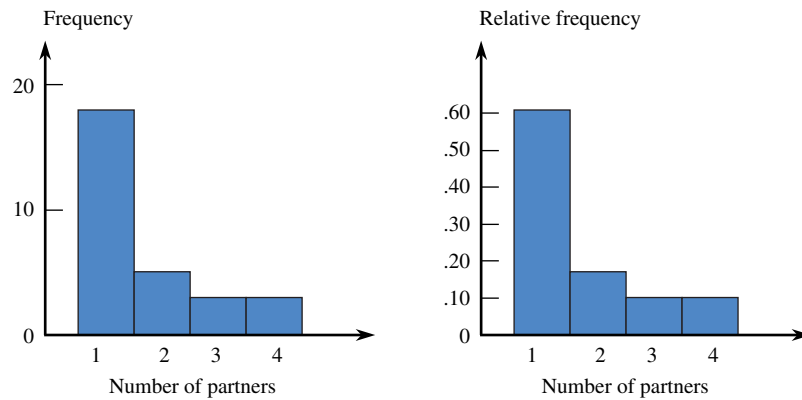 Frequency
20
10
0
1 2 3 4
Number of partners
Relative frequency
.60
.50
.40
.30
.20
.10
0
1 2 3 4
Number of partners